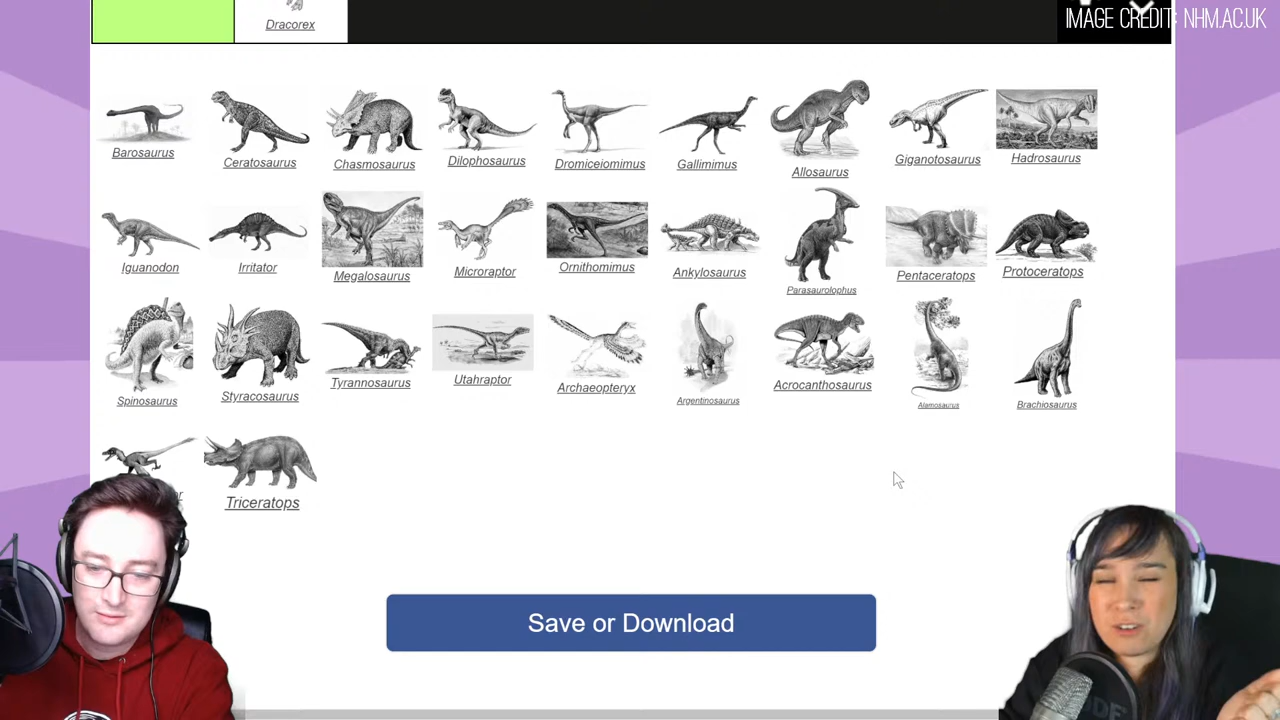 IMAGE CREDIT: NHM.AC.UK
Dracorex
Barosaurus
Ceratosaurus
Chasmosaurus
Dilophosaurus
Dromiceiomimus
Gallimimus
Allosaurus
Giganotosaurus
Hadrosaurus
Iguanodon
Irritator
Megalosaurus
Microraptor
Ornithomimus
Ankylosaurus
Parasaurolophus
Pentaceratops
Protoceratops
Spinosaurus
Styracosaurus
Tyrannosaurus
Utahraptor
Archaeopteryx
Argentinosaurus
Acrocanthosaurus
Alamosaurus
Brachiosaurus
Triceratops
Save or Download